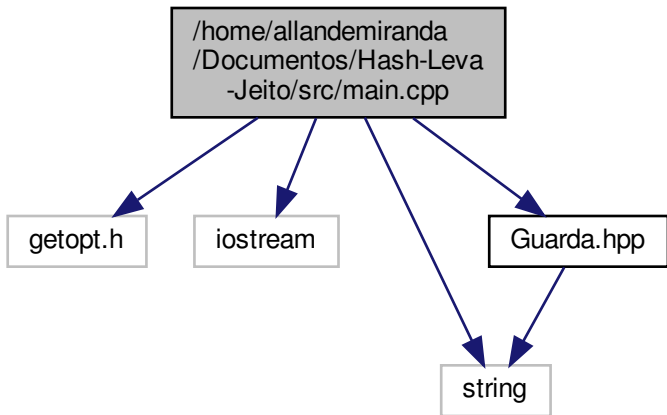 /home/allandemiranda
/Documentos/Hash-Leva
-Jeito/src/main.cpp
getopt.h
iostream
Guarda.hpp
string